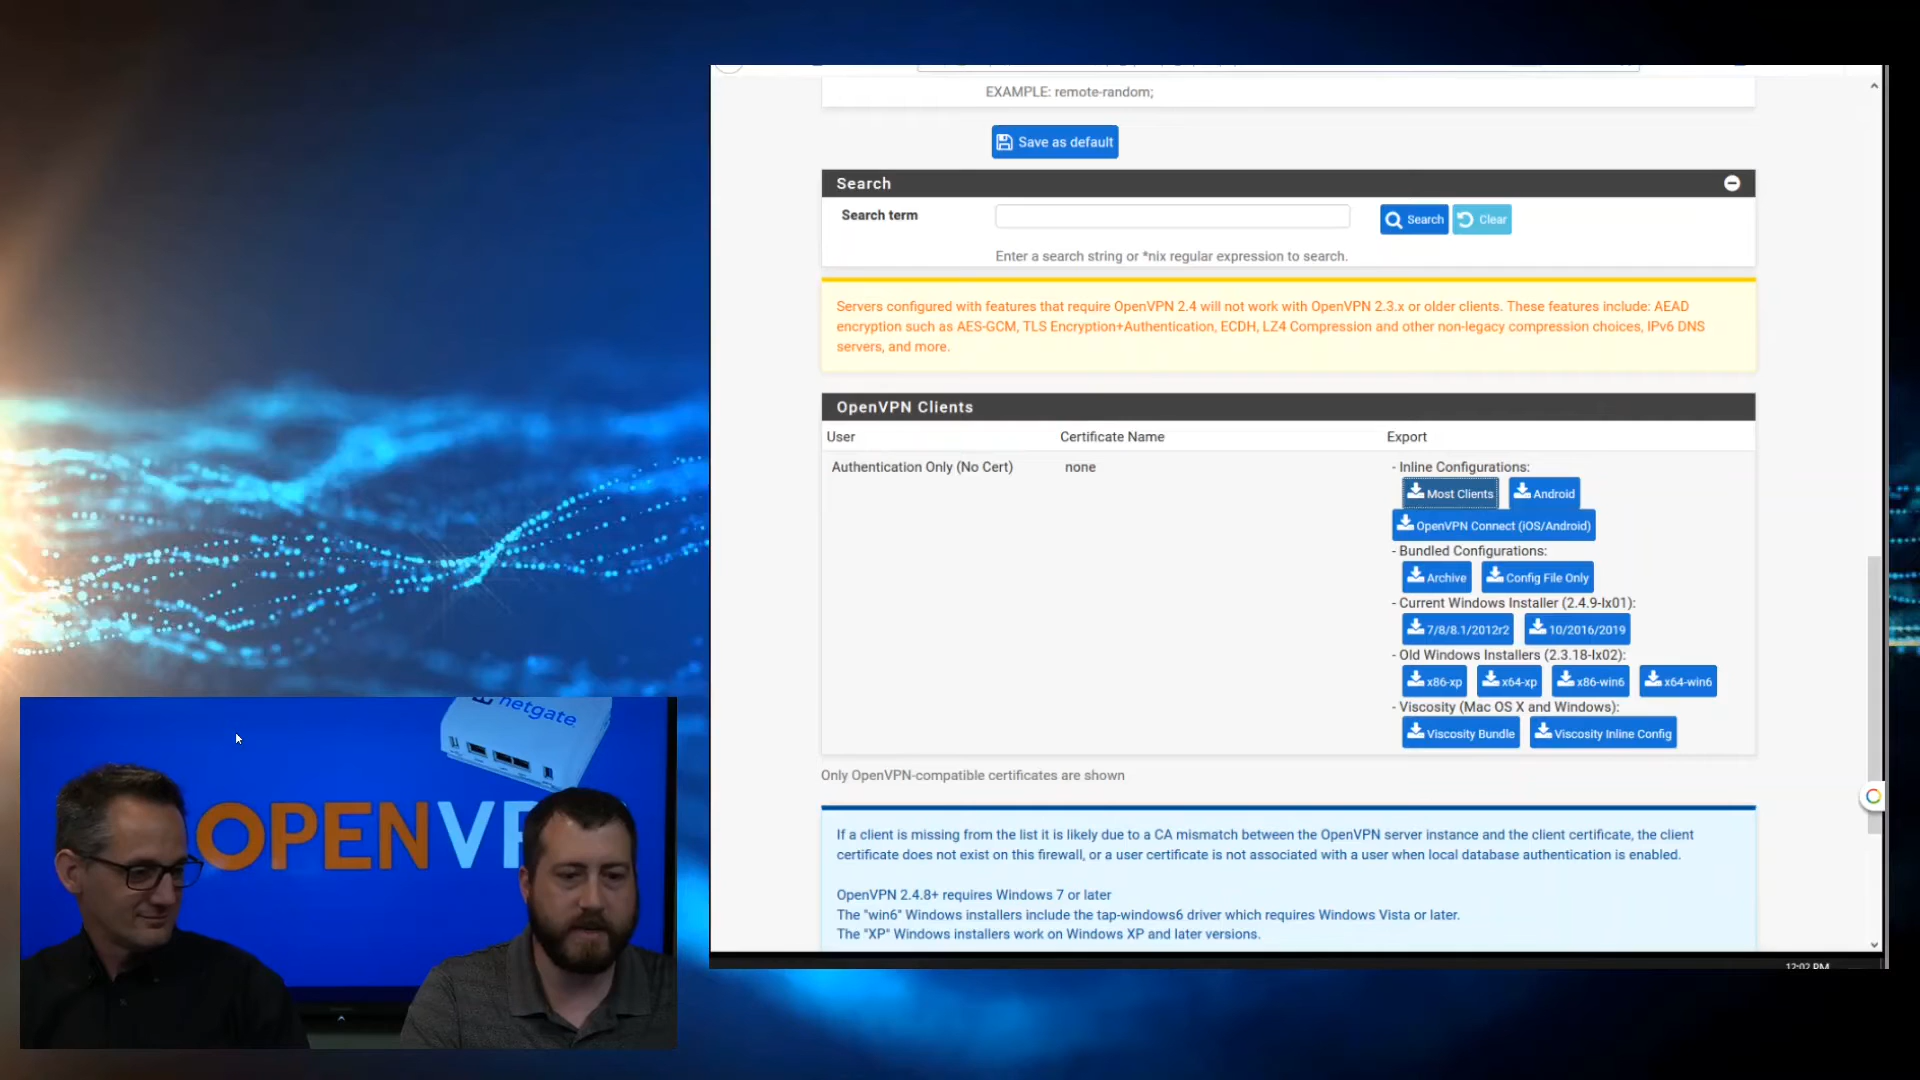 EXAMPLE: remote-random;
Save as default
Search
Search term
Search
Clear
Enter a search string or *nix regular expression to search.
Servers configured with features that require OpenVPN 2.4 will not work with OpenVPN 2.3.x or older clients. These features include: AEAD
encryption such as AES-GCM, TLS Encryption+Authentication, ECDH, LZ4 Compression and other non-legacy compression choices, IPv6 DNS
servers, and more.
OpenVPN Clients
User Certificate Name Export
Authentication Only (No Cert) none - Inline Configurations:
Most Clients Android
OpenVPN Connect (iOS/Android)
- Bundled Configurations:
Archive Config File Only
- Current Windows Installer (2.4.9-Ix01):
7/8/8.1/2012r2 10/2016/2019
- Old Windows Installers (2.3.18-Ix02):
x86-xp x64-xp x86-win6 x64-win6
- Viscosity (Mac OS X and Windows):
Viscosity Bundle Viscosity Inline Config
Only OpenVPN-compatible certificates are shown
If a client is missing from the list it is likely due to a CA mismatch between the OpenVPN server instance and the client certificate, the client
certificate does not exist on this firewall, or a user certificate is not associated with a user when local database authentication is enabled.
OpenVPN 2.4.8+ requires Windows 7 or later
The "win6" Windows installers include the tap-windows6 driver which requires Windows Vista or later.
The "XP" Windows installers work on Windows XP and later versions.
12:02 PM
netgate
OPENVP